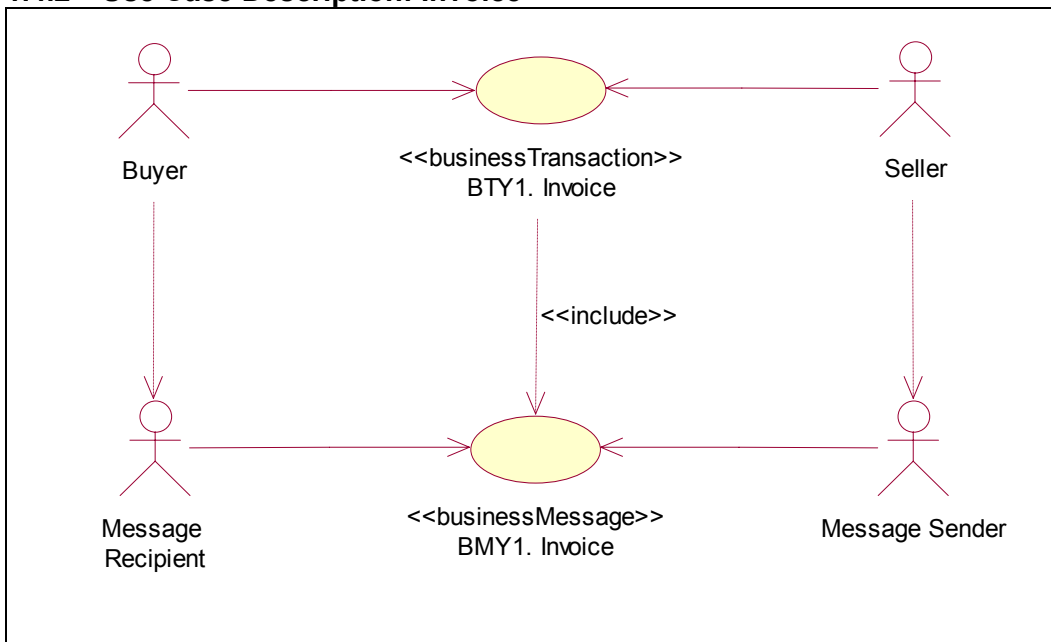 Buyer
<<businessTransaction>>
BTY1. Invoice
Seller
<<include>>
Message
Recipient
<<businessMessage>>
BMY1. Invoice
Message Sender